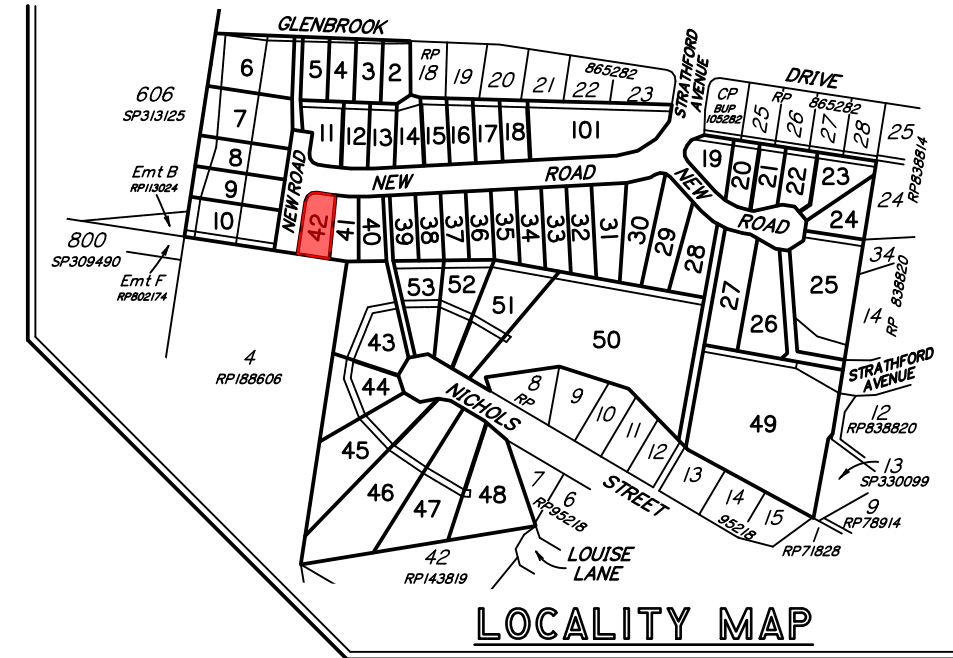 GLENBROOK
STRATHFORD
AVENUE
DRIVE
6
5
4
3
2
RP
18
19
20
21
865282
22
23
CP
BUP
105282
25
RP
26
865282
27
28
25
RP838814
24
606
SP313125
7
8
9
10
11
12
13
14
15
16
17
18
101
19
20
21
22
23
24
NEW ROAD
NEW
ROAD
NEW
ROAD
Emt B
RP113024
800
SP309490
Emt F
RP802174
42
41
40
39
38
37
36
35
34
33
32
31
30
29
28
27
26
25
34
RP 838820
14
53
52
51
50
43
44
45
46
47
48
49
4
RP188606
NICHOLS
STREET
8
RP
9
10
11
12
13
14
15
95218
7
6
RP95218
STRATHFORD
AVENUE
12
RP838820
13
SP330099
9
RP78914
1
RP71828
42
RP143819
LOUISE
LANE
LOCALITY MAP